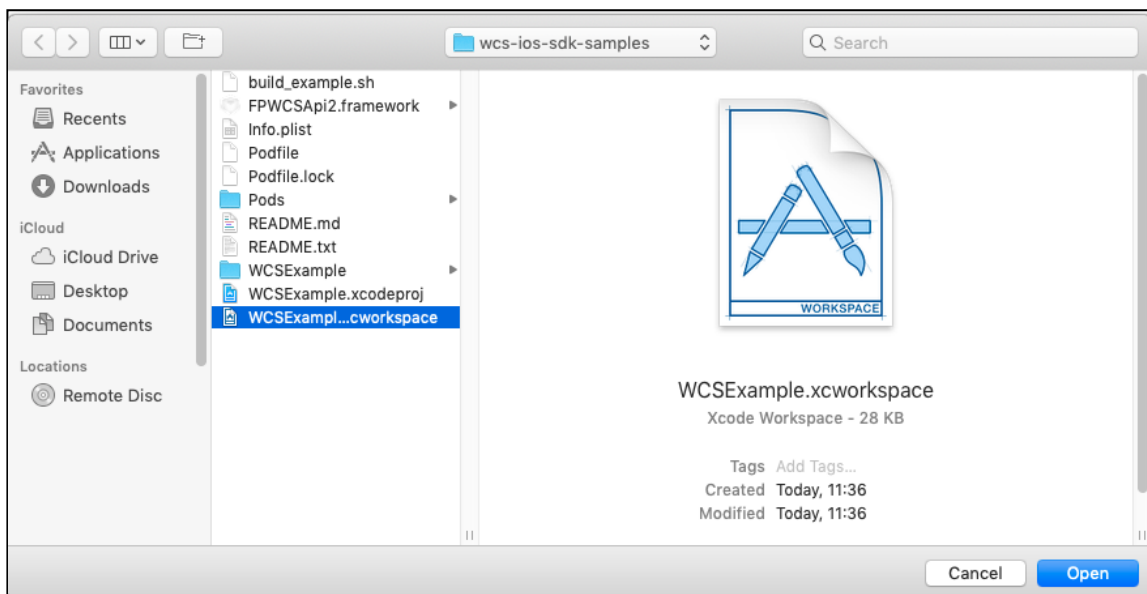 wcs-ios-sdk-samples
Search
Favorites
Recents
Applications
Downloads
iCloud
iCloud Drive
Desktop
Documents
Locations
Remote Disc
build_example.sh
FPWCSApi2.framework
Info.plist
Podfile
Podfile.lock
Pods
README.md
README.txt
WCSExample
WCSExample.xcodeproj
WCSExampl...cworkspace
WORKSPACE
WCSExample.xcworkspace
Xcode Workspace - 28 KB
Tags Add Tags...
Created Today, 11:36
Modified Today, 11:36
Cancel
Open